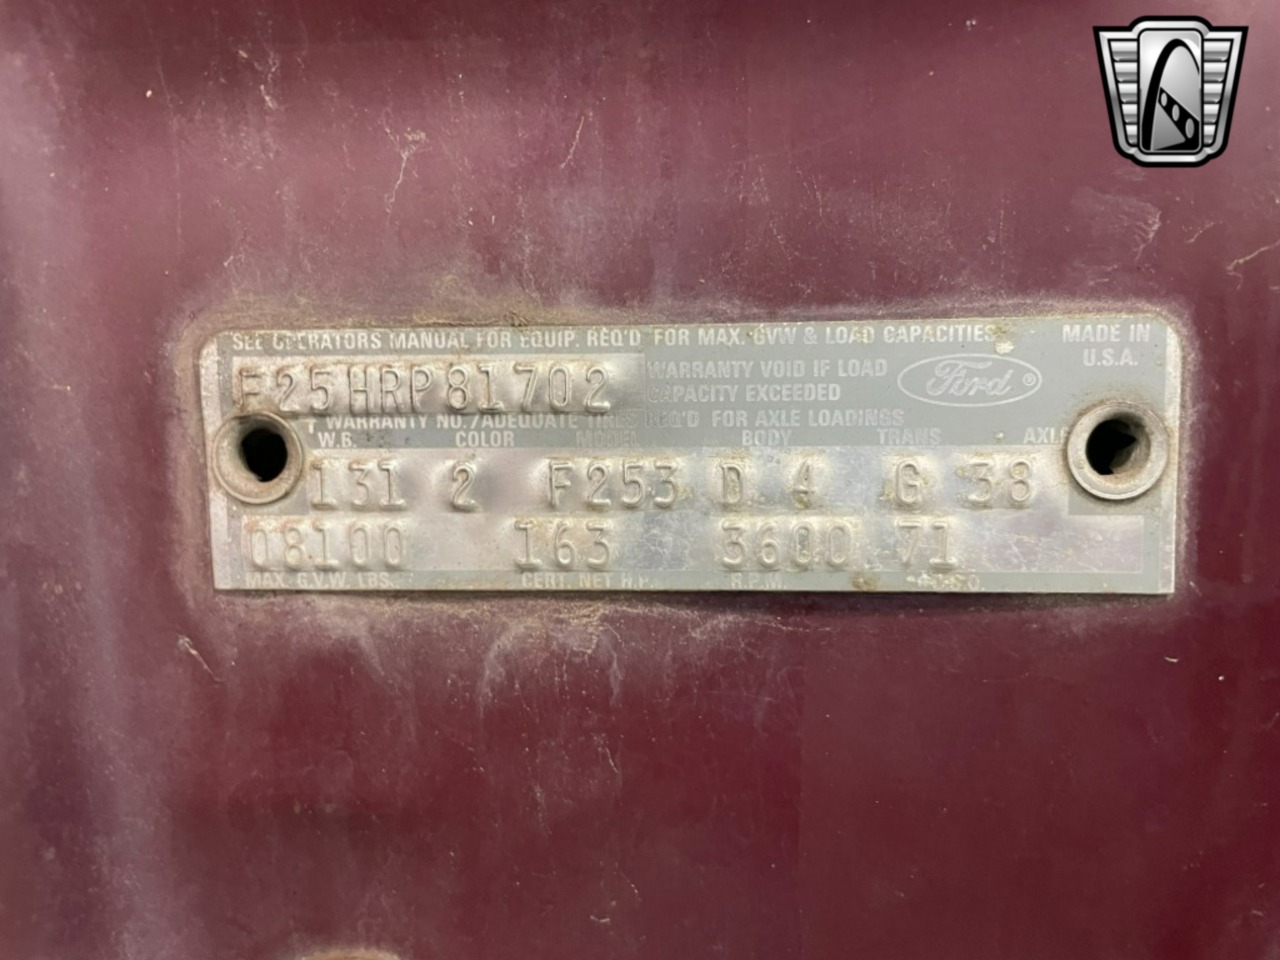 SEE OPERATORS MANUAL FOR EQUIP. REQ'D FOR MAX. GVW & LOAD CAPACITIES
MADE IN
U.S.A.
F25HRP81702
WARRANTY VOID IF LOAD
CAPACITY EXCEEDED
Ford ®
WARRANTY NO./ADEQUATE TIRES REQ'D FOR AXLE LOADINGS
W.B. COLOR MODEL BODY TRANS AXLE
131 2 F253 D 4 G 38
08100 163 3600 71
MAX. G.V.W. LBS. CERT. NET H.P. R.P.M.